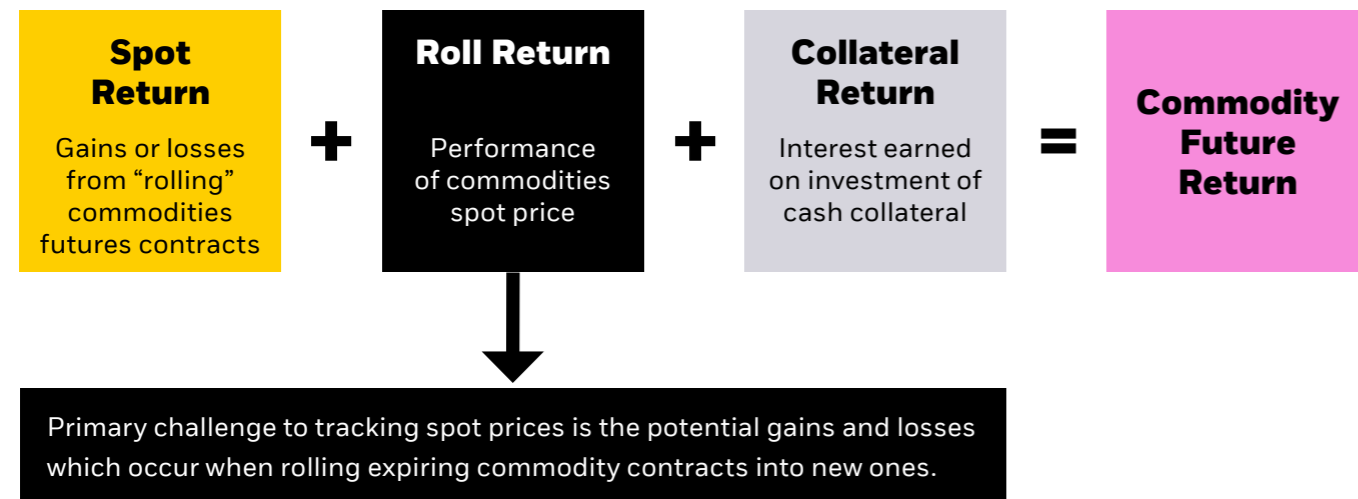 Spot
Return
Gains or losses
from “rolling”
commodities
futures contracts
+
Roll Return
Performance
of commodities
spot price
+
Collateral
Return
Interest earned
on investment of
cash collateral
=
Commodity
Future
Return
Primary challenge to tracking spot prices is the potential gains and losses
which occur when rolling expiring commodity contracts into new ones.